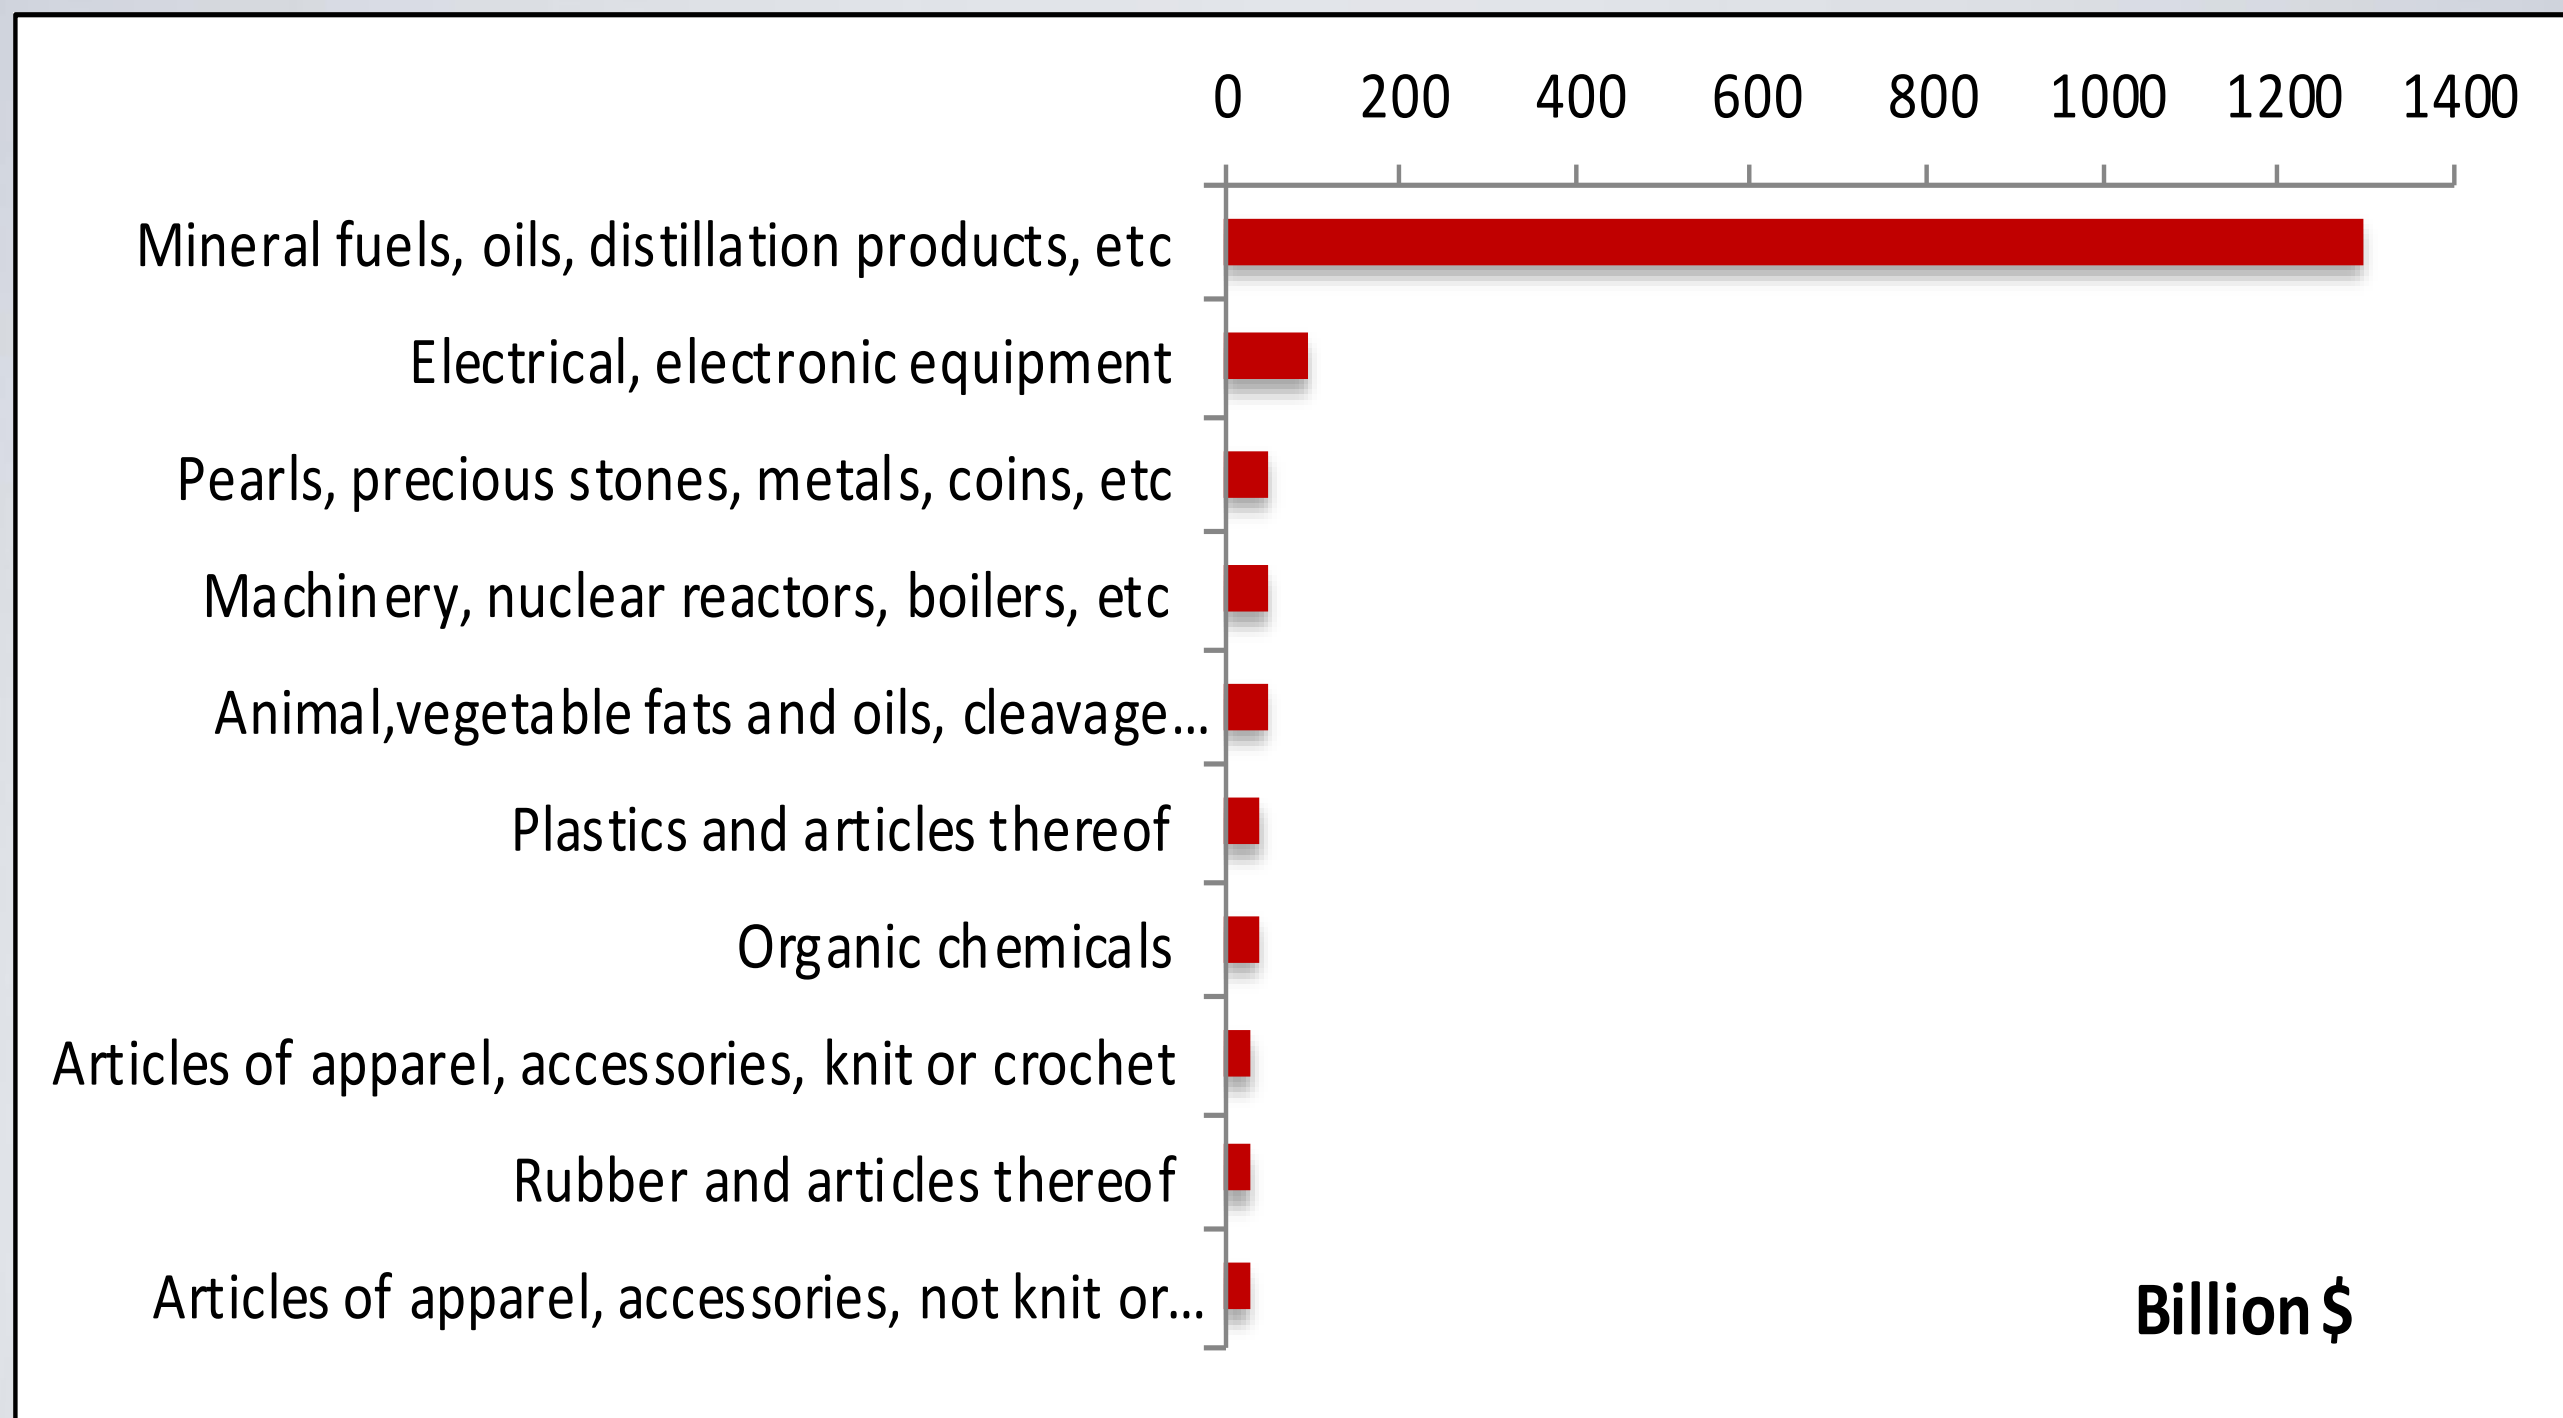 0 200 400 600 800 1000 1200 1400
Mineral fuels, oils, distillation products, etc
Electrical, electronic equipment
Pearls, precious stones, metals, coins, etc
Machinery, nuclear reactors, boilers, etc
Animal,vegetable fats and oils, cleavage...
Plastics and articles thereof
Organic chemicals
Articles of apparel, accessories, knit or crochet
Rubber and articles thereof
Articles of apparel, accessories, not knit or...
Billion $